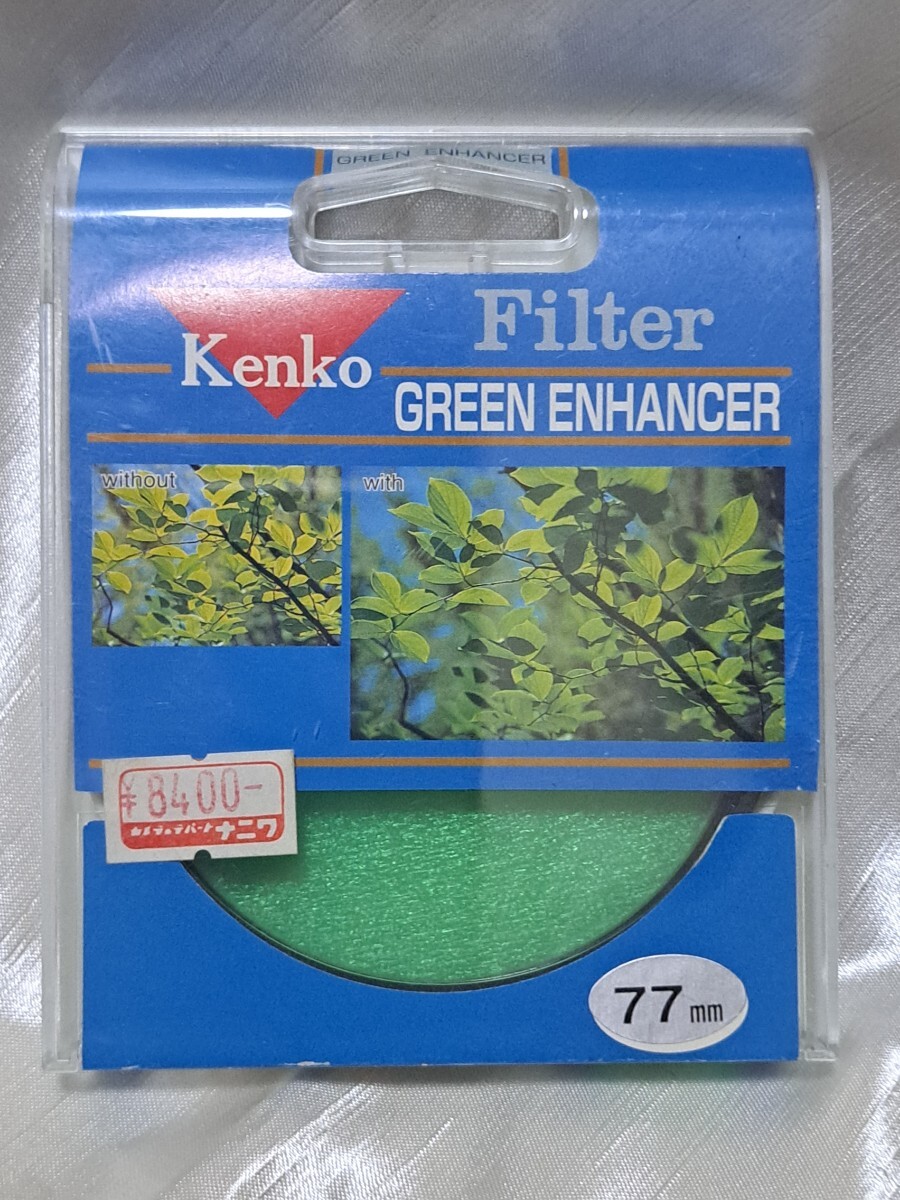 GREEN ENHANCER
Filter
Kenko
GREEN ENHANCER
without
with
¥8400-
カメラのデパートナニワ
77mm